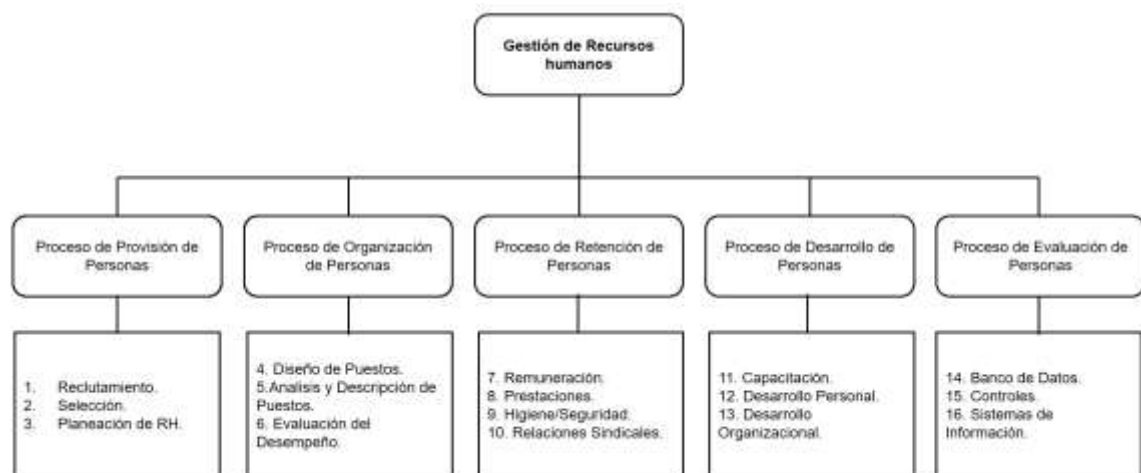 Gestión de Recursos
humanos
Proceso de Provisión de
Personas
Proceso de Organización
de Personas
Proceso de Retención de
Personas
Proceso de Desarrollo de
Personas
Proceso de Evaluación de
Personas
1. Reclutamiento.
2. Selección.
3. Planeación de RH.
4. Diseño de Puestos.
5.Analisis y Descripción de
Puestos.
6. Evaluación del
Desempeño.
7. Remuneración.
8. Prestaciones.
9. Higiene/Seguridad.
10. Relaciones Sindicales.
11. Capacitación.
12. Desarrollo Personal.
13. Desarrollo
Organizacional.
14. Banco de Datos.
15. Controles.
16. Sistemas de
Información.